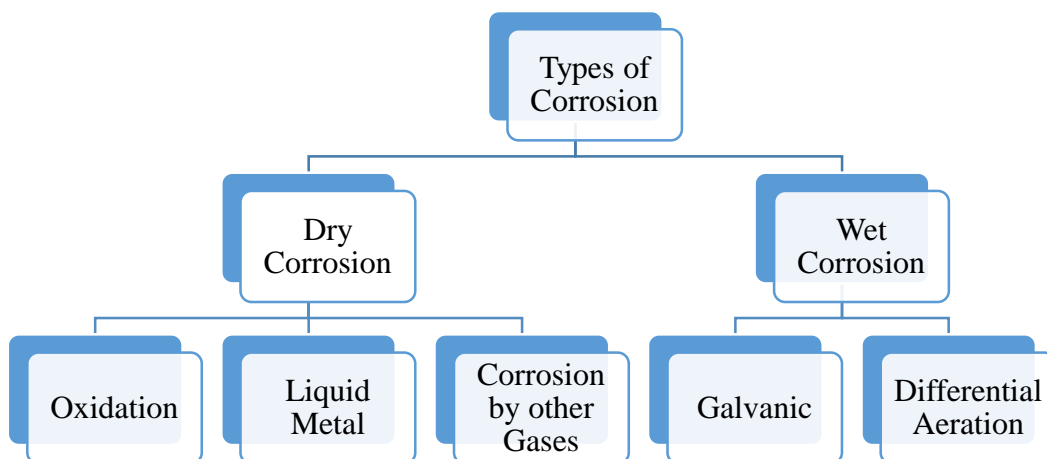 Types of
Corrosion
Dry
Corrosion
Wet
Corrosion
Oxidation
Liquid
Metal
Corrosion
by other
Gases
Galvanic
Differential
Aeration